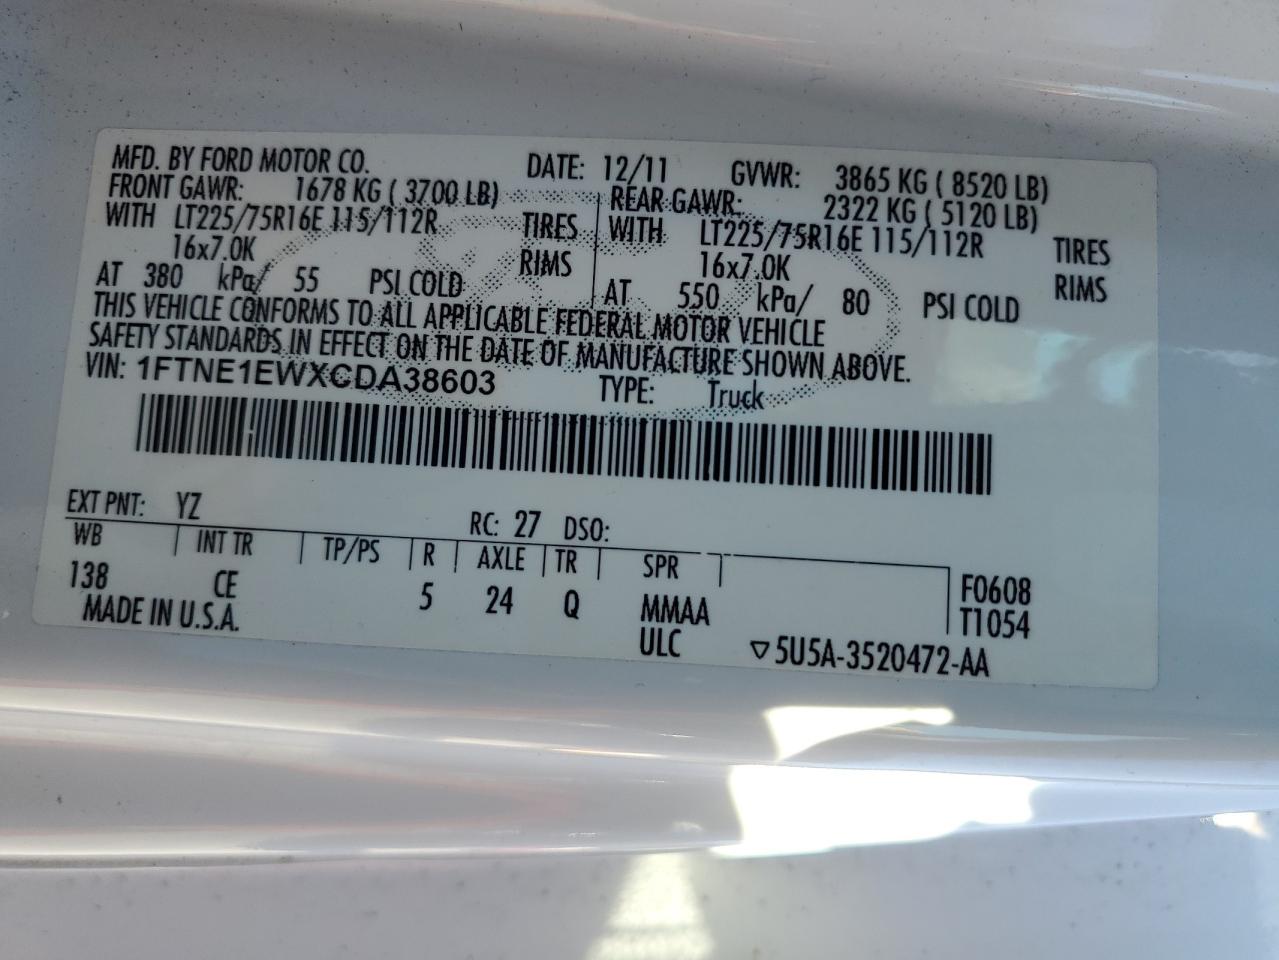 MFD. BY FORD MOTOR CO. DATE: 12/11 GVWR: 3865 KG ( 8520 LB)
FRONT GAWR: 1678 KG ( 3700 LB) REAR GAWR: 2322 KG ( 5120 LB)
WITH LT225/75R16E 115/112R TIRES WITH LT225/75R16E 115/112R TIRES
16x7.0K RIMS 16x7.0K RIMS
AT 380 kPa/ 55 PSI COLD AT 550 kPa/ 80 PSI COLD
THIS VEHICLE CONFORMS TO ALL APPLICABLE FEDERAL MOTOR VEHICLE
SAFETY STANDARDS IN EFFECT ON THE DATE OF MANUFACTURE SHOWN ABOVE.
VIN: 1FTNE1EWXCDA38603 TYPE: Truck
EXT PNT: YZ RC: 27 DSO:
WB INT TR TP/PS R AXLE TR SPR
138 CE 5 24 Q MMAA F0608
MADE IN U.S.A. ULC T1054
▽5U5A-3520472-AA